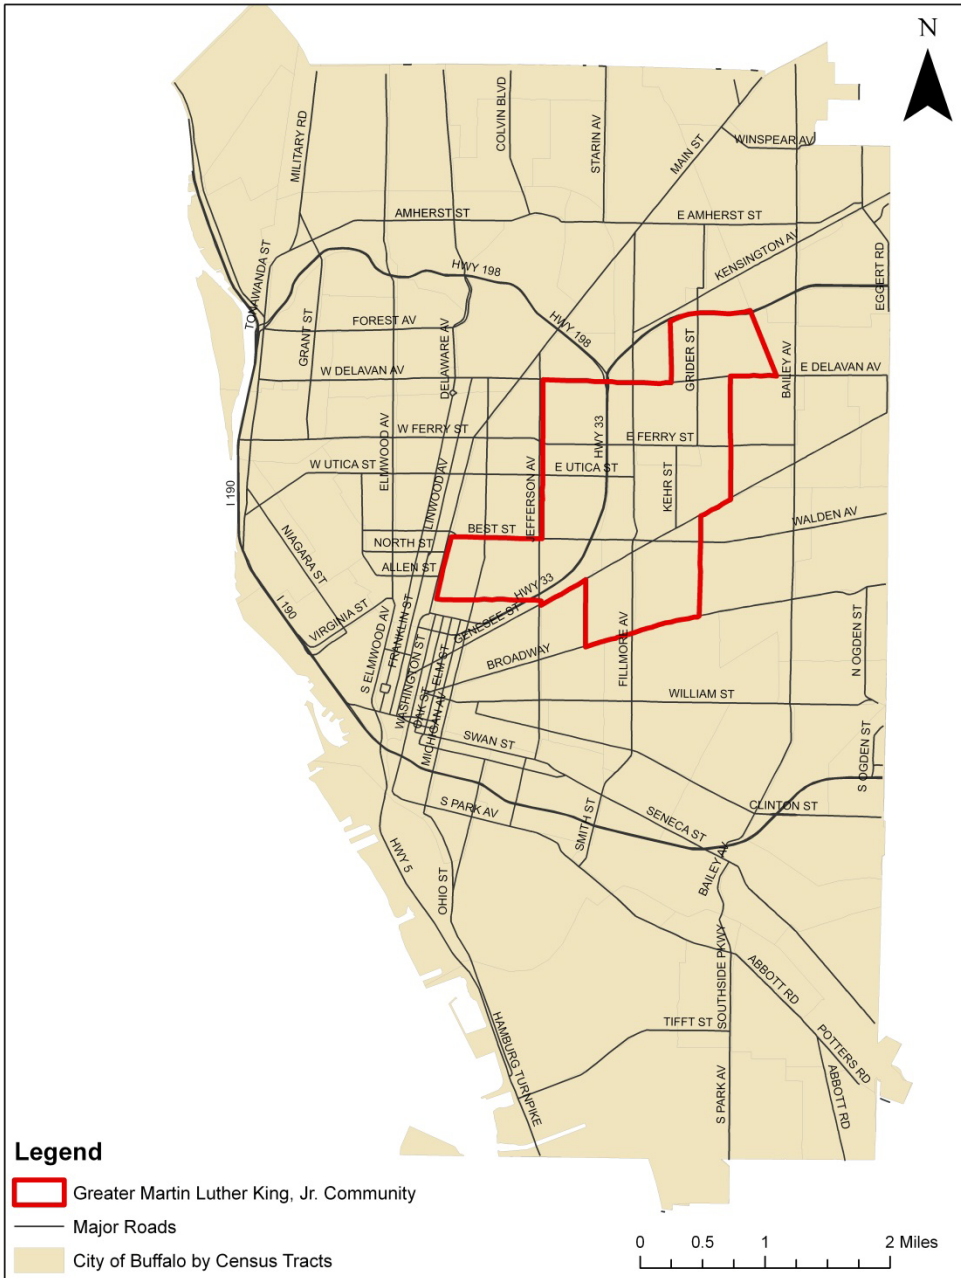 N
COLVIN BLVD
STARIN AV
MILITARY RD
MAIN ST
WINSPEAR AV
AMHERST ST
E AMHERST ST
KENSINGTON AV
EGGERT RD
TONAWANDA ST
HWY 198
FOREST AV
GRANT ST
DELAWARE AV
HWY 198
GRIDER ST
BAILEY AV
W DELAVAN AV
E DELAVAN AV
ELMWOOD AV
W FERRY ST
LINWOOD AV
JEFFERSON AV
HWY 33
E FERRY ST
W UTICA ST
E UTICA ST
KEHR ST
I 190
NIAGARA ST
BEST ST
WALDEN AV
NORTH ST
ALLEN ST
HWY 33
I 190
VIRGINIA ST
GENESEE ST
S ELMWOOD AV
FRANKLIN ST
WASHINGTON ST
OAK ST
ELM ST
MICHIGAN AV
BROADWAY
FILLMORE AV
N OGDEN ST
WILLIAM ST
SWAN ST
S OGDEN ST
S PARK AV
SMITH ST
SENECA ST
CLINTON ST
HWY 5
OHIO ST
BAILEY AV
SOUTHSIDE PKWY
ABBOTT RD
TIFFT ST
HAMBURG TURNPIKE
S PARK AV
POTTERS RD
ABBOTT RD
Legend
Greater Martin Luther King, Jr. Community
Major Roads
City of Buffalo by Census Tracts
0 0.5 1 2 Miles